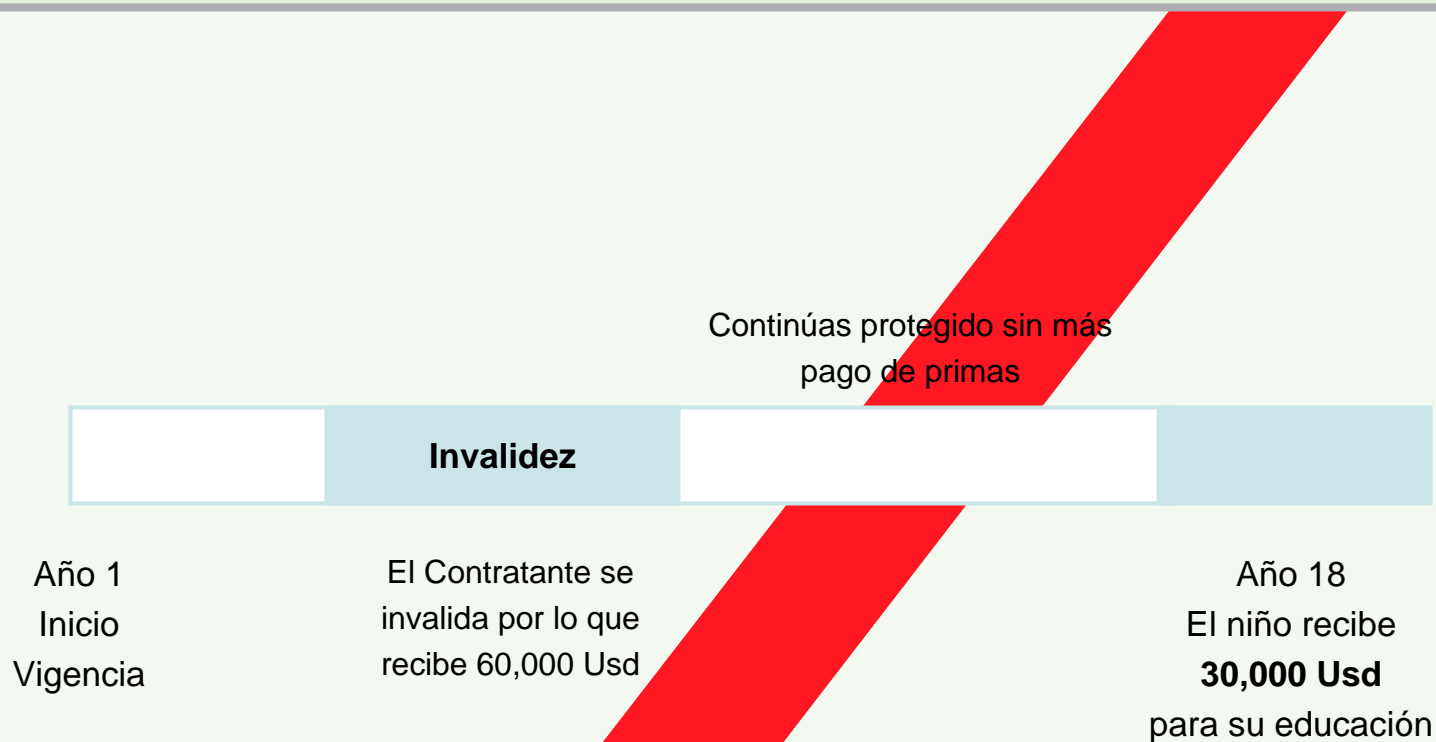 Continúas protegido sin más
pago de primas
Invalidez
Año 1
Inicio
Vigencia
El Contratante se
invalida por lo que
recibe 60,000 Usd
Año 18
El niño recibe
30,000 Usd
para su educación